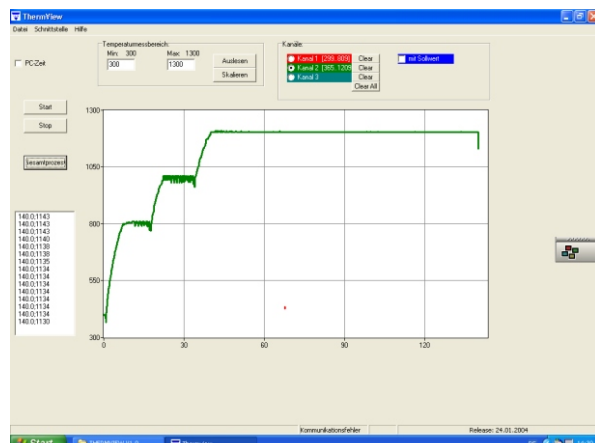 ThermView
Datei Schnittstelle Hilfe
PC-Zeit
Temperaturmessbereich:
Min: 300
Max: 1300
300
1300
Auslesen
Skalieren
Kanäle:
Kanal 1 [299..809]
Clear
Kanal 2 [365..1209
Clear
Kanal 3
Clear
Clear All
mit Sollwert
Start
Stop
Gesamtprozess
1300
1050
800
550
300
0
30
60
90
120
140.0;1143
140.0;1143
140.0;1143
140.0;1140
140.0;1138
140.0;1138
140.0;1135
140.0;1134
140.0;1134
140.0;1134
140.0;1134
140.0;1134
140.0;1134
140.0;1134
140.0;1130
Kommunikationsfehler
Release: 24.01.2004
Start